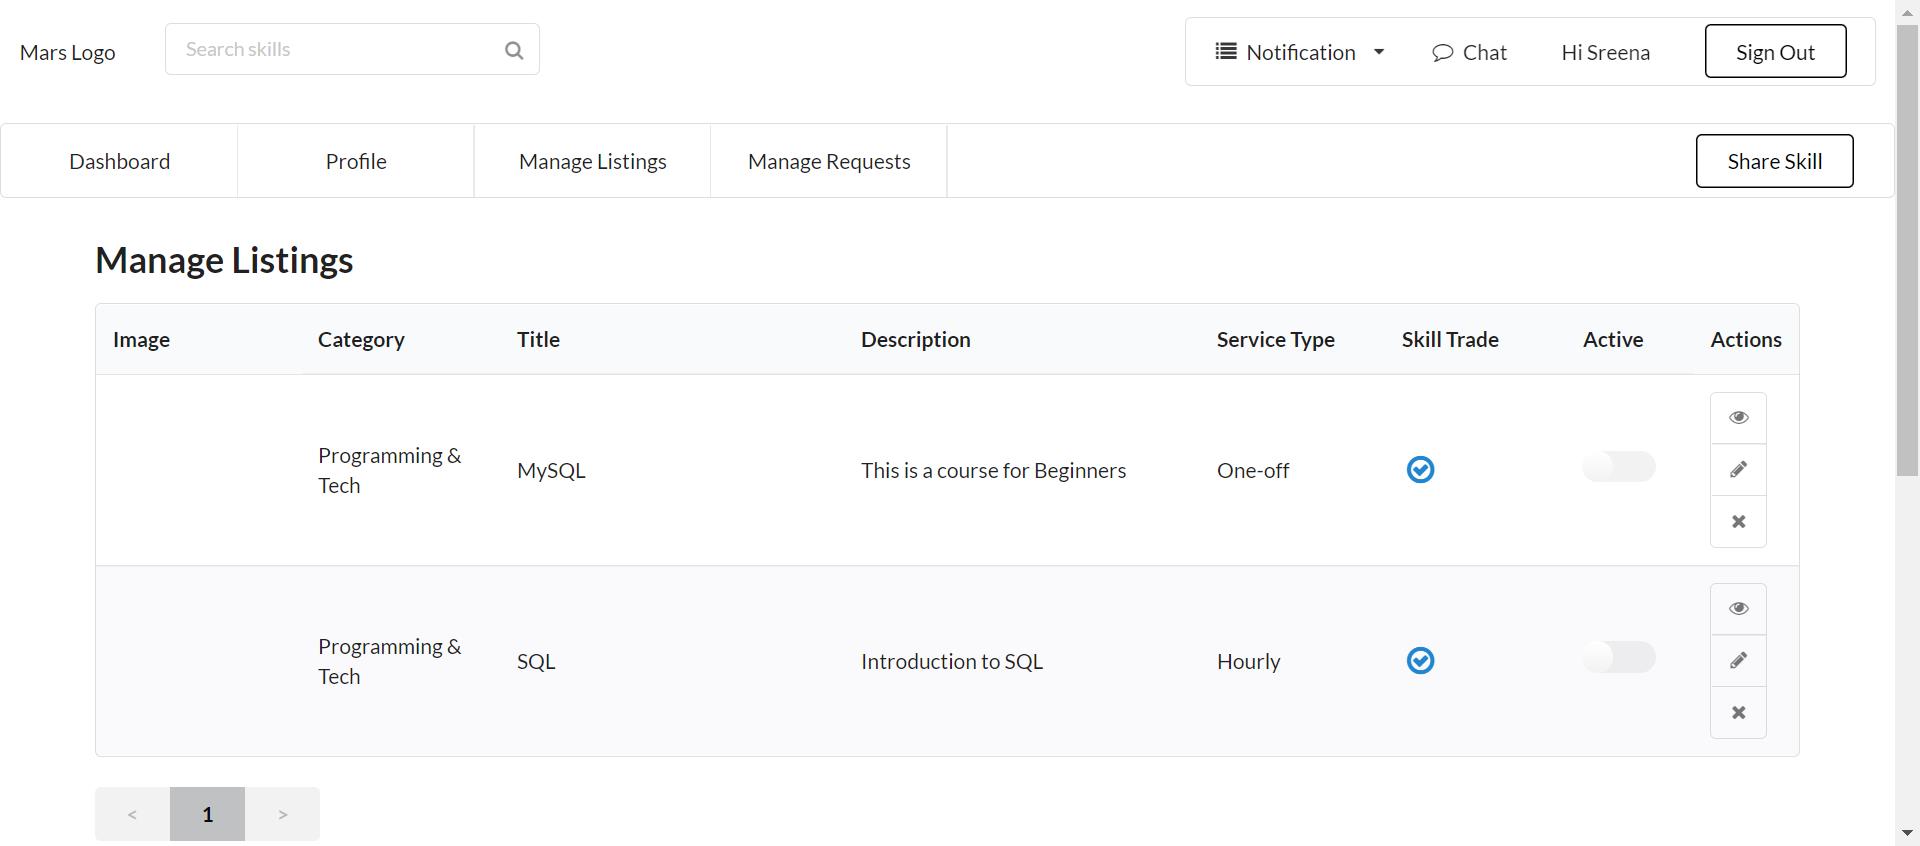 Mars Logo
Search skills
Notification
Chat
Hi Sreena
Sign Out
Dashboard
Profile
Manage Listings
Manage Requests
Share Skill
Manage Listings
Image Category Title Description Service Type Skill Trade Active Actions
Programming &
Tech
MySQL
This is a course for Beginners
One-off
Programming &
Tech
SQL
Introduction to SQL
Hourly
< 1 >